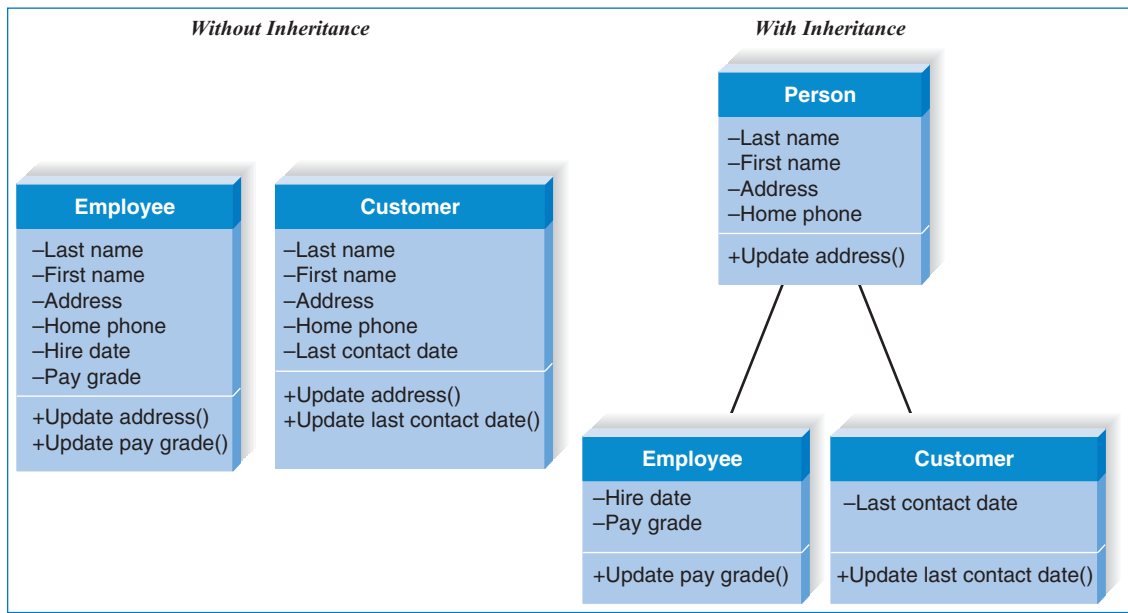 Without Inheritance
Employee
–Last name
–First name
–Address
–Home phone
–Hire date
–Pay grade
+Update address()
+Update pay grade()
Customer
–Last name
–First name
–Address
–Home phone
–Last contact date
+Update address()
+Update last contact date()
With Inheritance
Person
–Last name
–First name
–Address
–Home phone
+Update address()
Employee
–Hire date
–Pay grade
+Update pay grade()
Customer
–Last contact date
+Update last contact date()